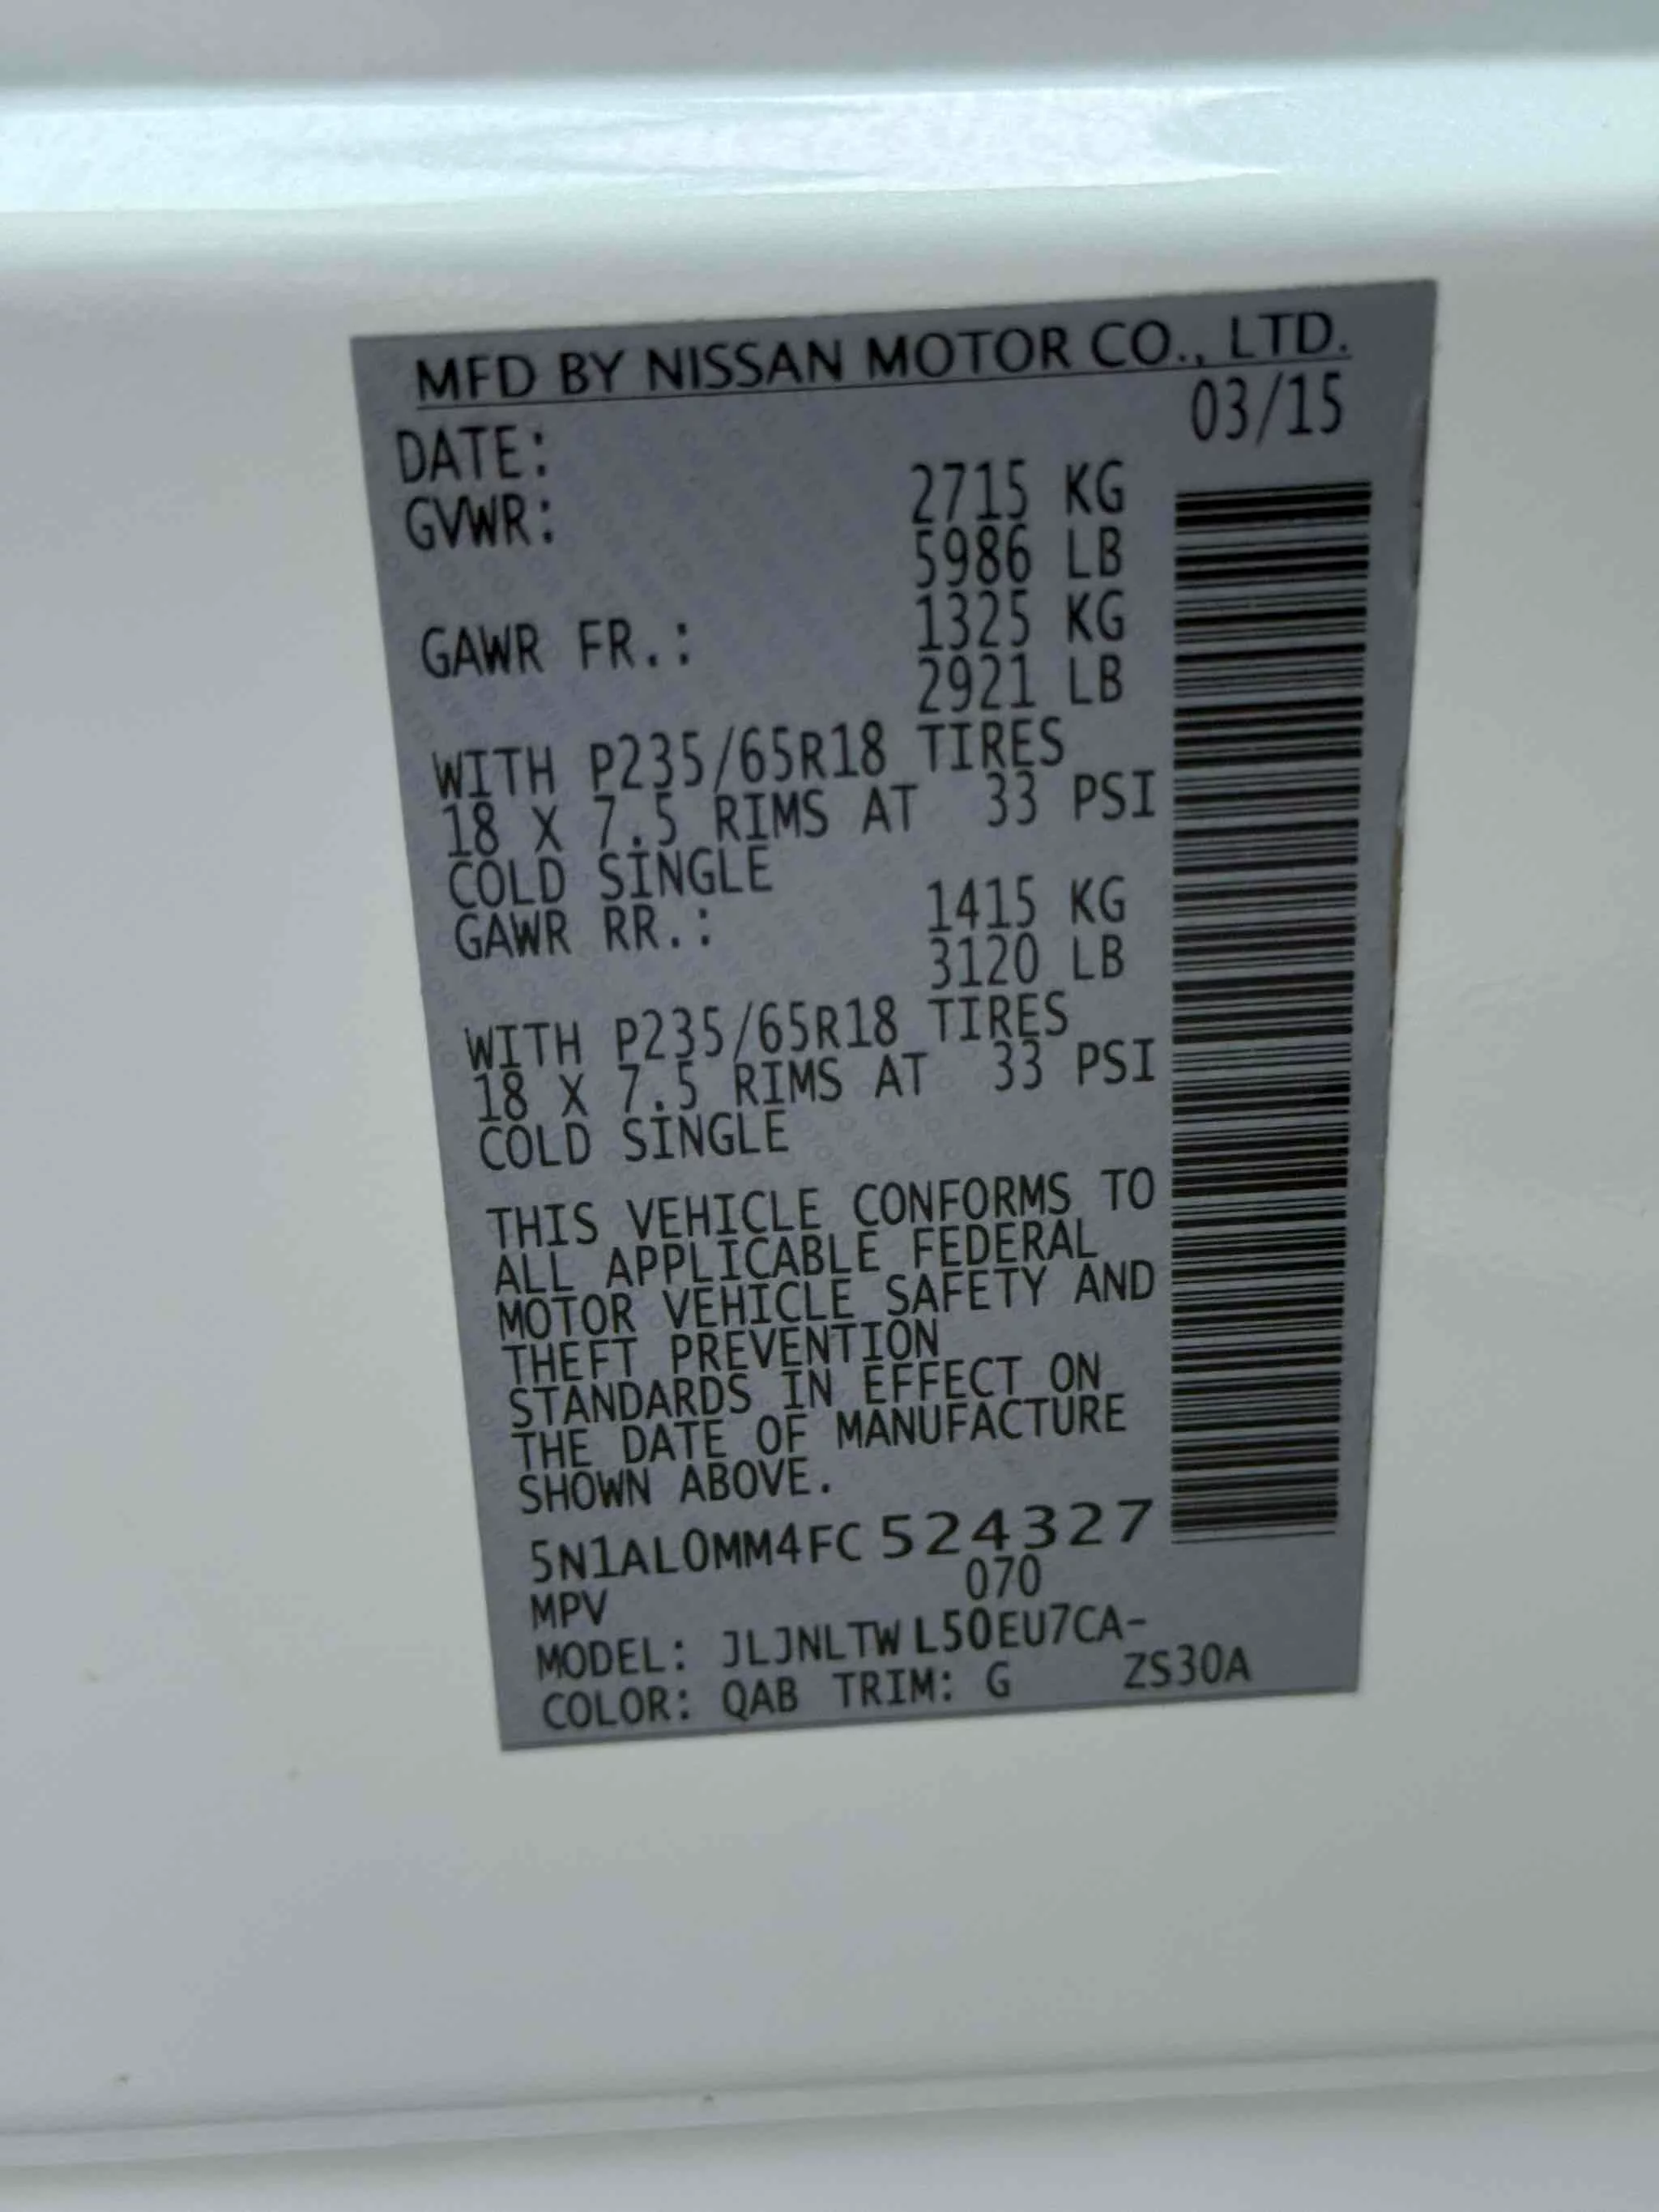 MFD BY NISSAN MOTOR CO., LTD.
DATE: 03/15
GVWR: 2715 KG
5986 LB
GAWR FR.: 1325 KG
2921 LB
WITH P235/65R18 TIRES
18 X 7.5 RIMS AT 33 PSI
COLD SINGLE
GAWR RR.: 1415 KG
3120 LB
WITH P235/65R18 TIRES
18 X 7.5 RIMS AT 33 PSI
COLD SINGLE
THIS VEHICLE CONFORMS TO
ALL APPLICABLE FEDERAL
MOTOR VEHICLE SAFETY AND
THEFT PREVENTION
STANDARDS IN EFFECT ON
THE DATE OF MANUFACTURE
SHOWN ABOVE.
5N1AL0MM4FC524327
MPV 070
MODEL: JLJNLTWL50EU7CA-
COLOR: QAB TRIM: G ZS30A